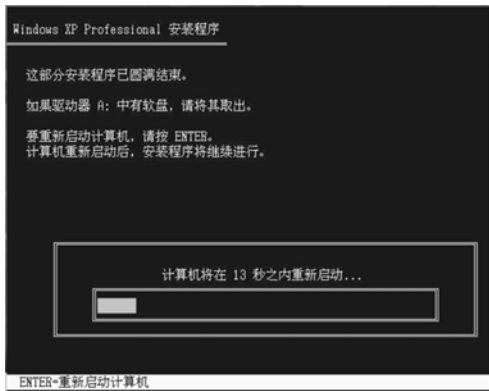 Windows XP Professional 安装程序
这部分安装程序已圆满结束。
如果驱动器 A: 中有软盘，请将其取出。
要重新启动计算机，请按 ENTER。
计算机重新启动后，安装程序将继续进行。
计算机将在 13 秒之内重新启动...
ENTER=重新启动计算机